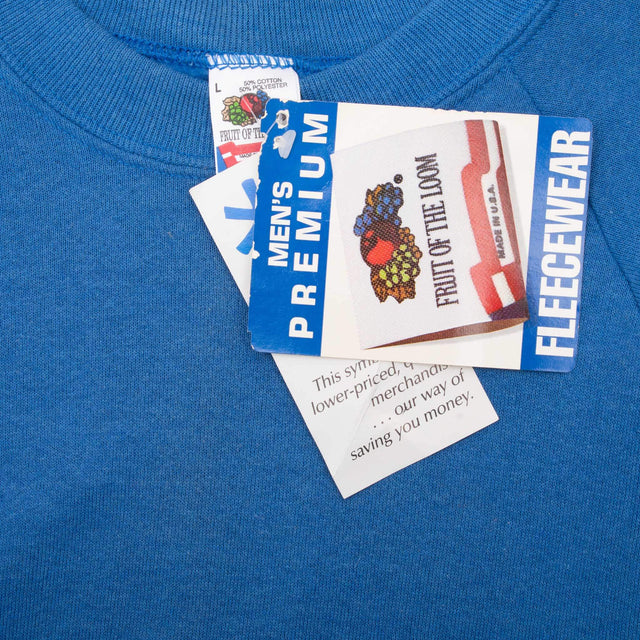 L
50% COTTON
50% POLYESTER
FRUIT OF THE LOOM
MEN'S
PREMIUM
FRUIT OF THE LOOM
®
MADE IN U.S.A.
FLEECEWEAR
This
lower-priced,
merchandis
... our way of
saving you money.